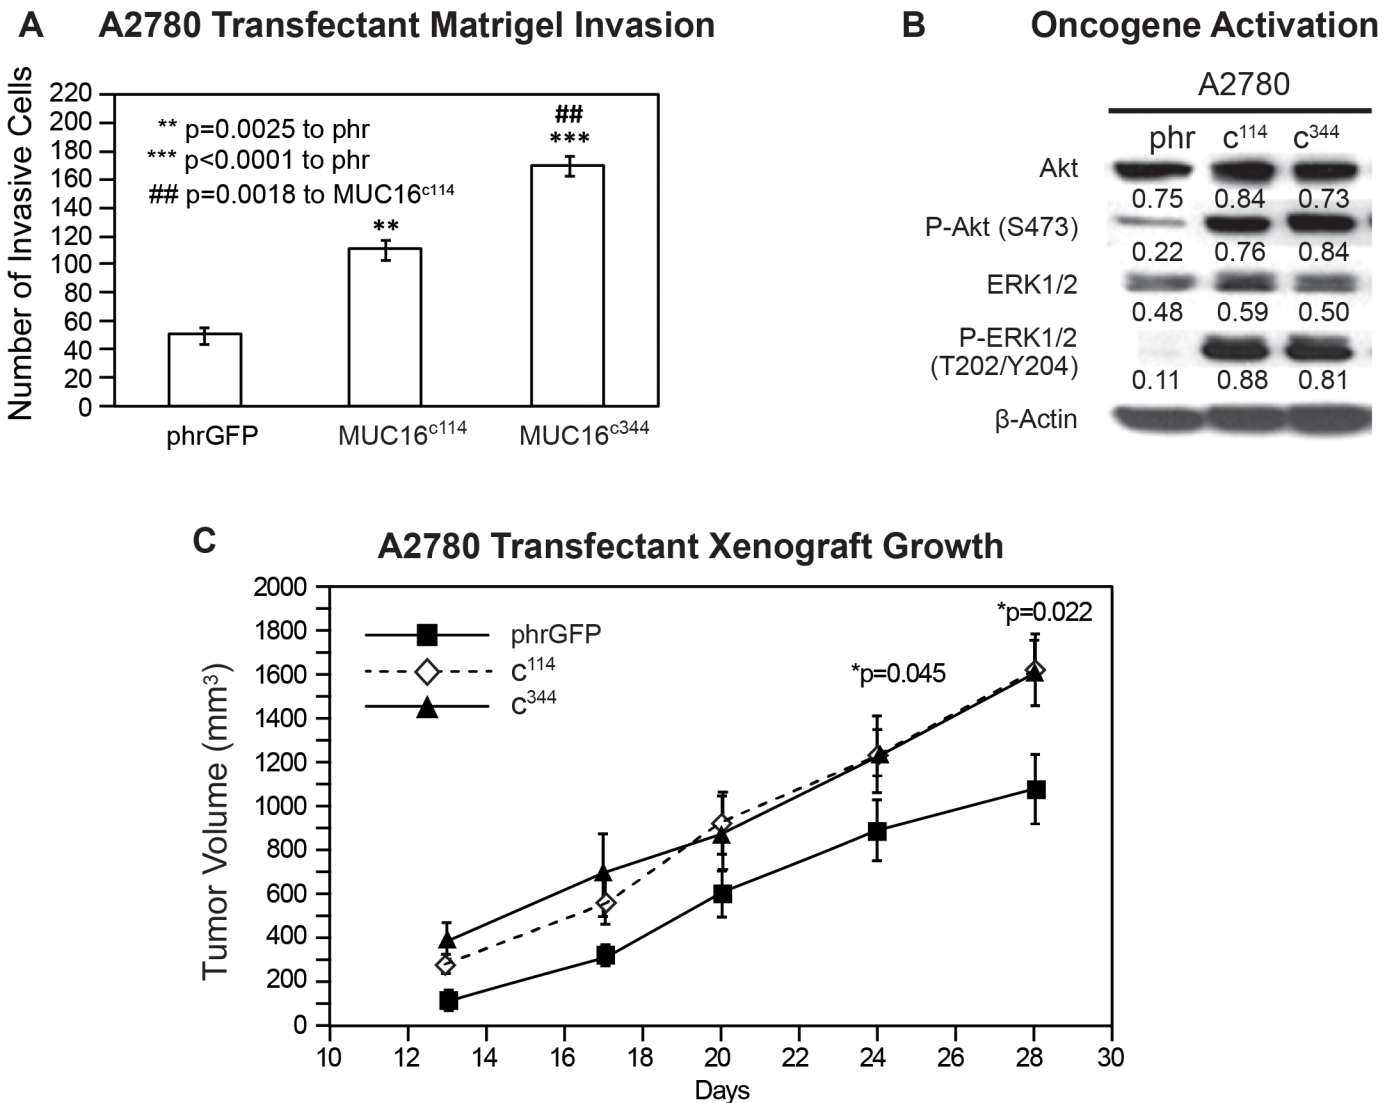 A
A2780 Transfectant Matrigel Invasion
Number of Invasive Cells
220
200
180
160
140
120
100
80
60
40
20
0
** p=0.0025 to phr
*** p<0.0001 to phr
## p=0.0018 to MUC16c114
**
##
***
phrGFP
MUC16c114
MUC16c344
B
Oncogene Activation
A2780
phr c114 c344
Akt
0.75 0.84 0.73
P-Akt (S473)
0.22 0.76 0.84
ERK1/2
0.48 0.59 0.50
P-ERK1/2
(T202/Y204)
0.11 0.88 0.81
β-Actin
C
A2780 Transfectant Xenograft Growth
Tumor Volume (mm3)
2000
1800
1600
1400
1200
1000
800
600
400
200
0
phrGFP
c114
c344
*p=0.045
*p=0.022
10 12 14 16 18 20 22 24 26 28 30
Days